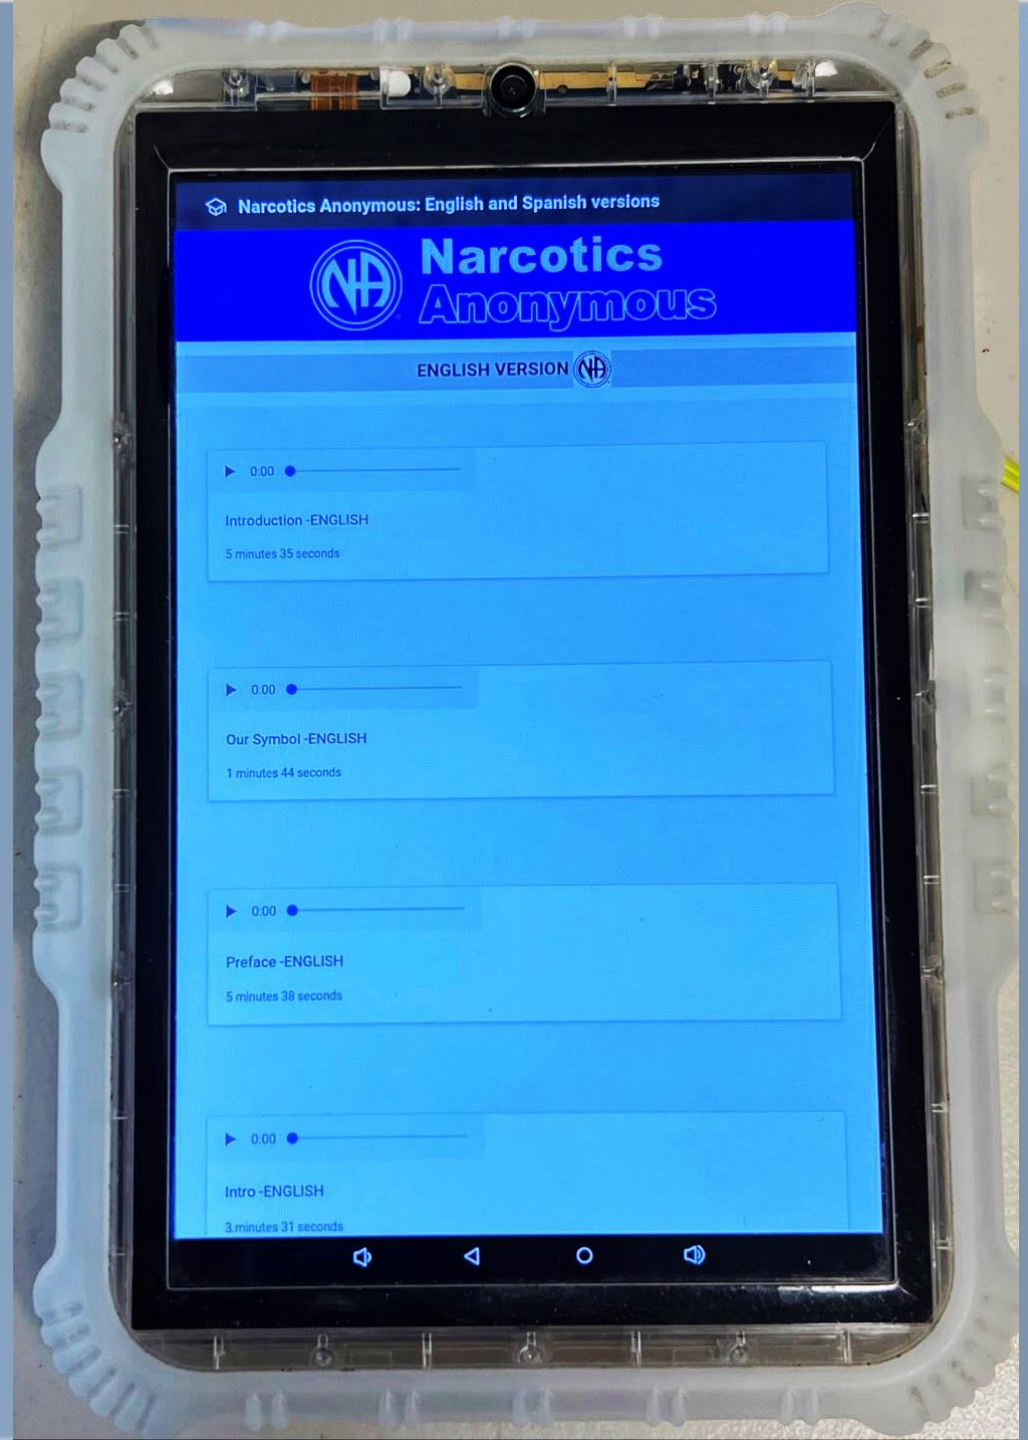 Narcotics Anonymous: English and Spanish versions
NA
Narcotics
Anonymous
ENGLISH VERSION NA
0:00
Introduction -ENGLISH
5 minutes 35 seconds
0:00
Our Symbol -ENGLISH
1 minutes 44 seconds
0:00
Preface -ENGLISH
5 minutes 38 seconds
0:00
Intro -ENGLISH
3 minutes 31 seconds